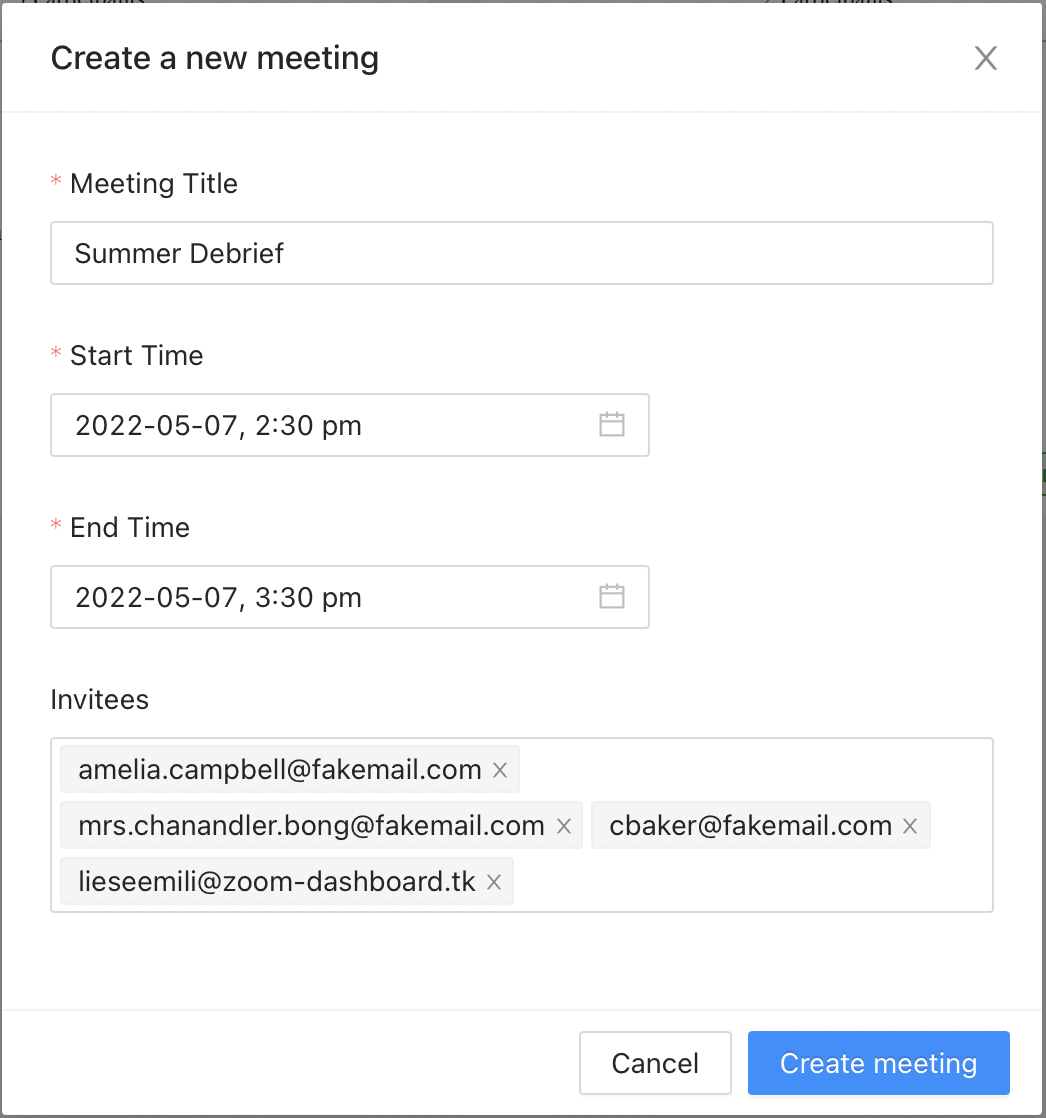 Create a new meeting
* Meeting Title
Summer Debrief
* Start Time
2022-05-07, 2:30 pm
* End Time
2022-05-07, 3:30 pm
Invitees
amelia.campbell@fakemail.com
mrs.chanandler.bong@fakemail.com cbaker@fakemail.com
lieseemili@zoom-dashboard.tk
Cancel Create meeting